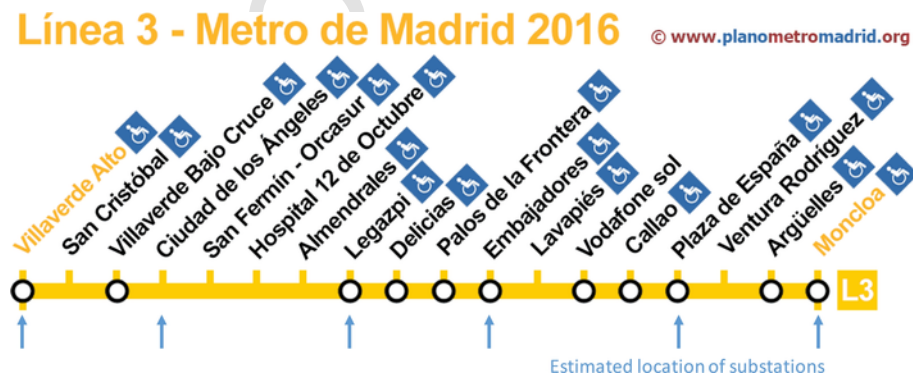 Línea 3 - Metro de Madrid 2016
© www.planometromadrid.org
Villaverde Alto
San Cristóbal
Villaverde Bajo Cruce
Ciudad de los Ángeles
San Fermín - Orcasur
Hospital 12 de Octubre
Almendrales
Legazpi
Delicias
Palos de la Frontera
Embajadores
Lavapiés
Vodafone sol
Callao
Plaza de España
Ventura Rodríguez
Argüelles
Moncloa
L3
Estimated location of substations